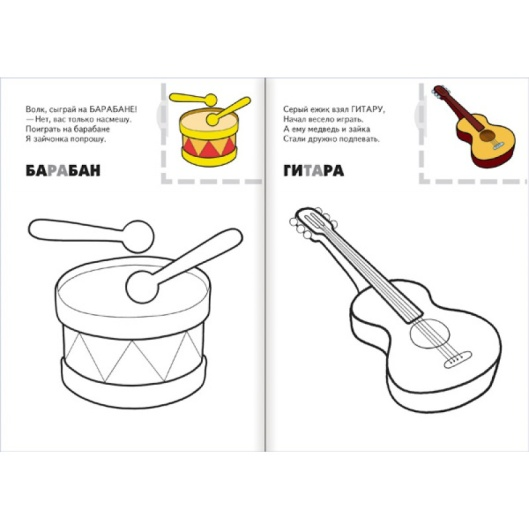 Волк, сыграй на БАРАБАНЕ!
— Нет, вас только насмешу.
Поиграть на барабане
Я зайчонка попрошу.
БАРАБАН
Серый ежик взял ГИТАРУ,
Начал весело играть.
А ему медведь и зайка
Стали дружно подпевать.
ГИТАРА